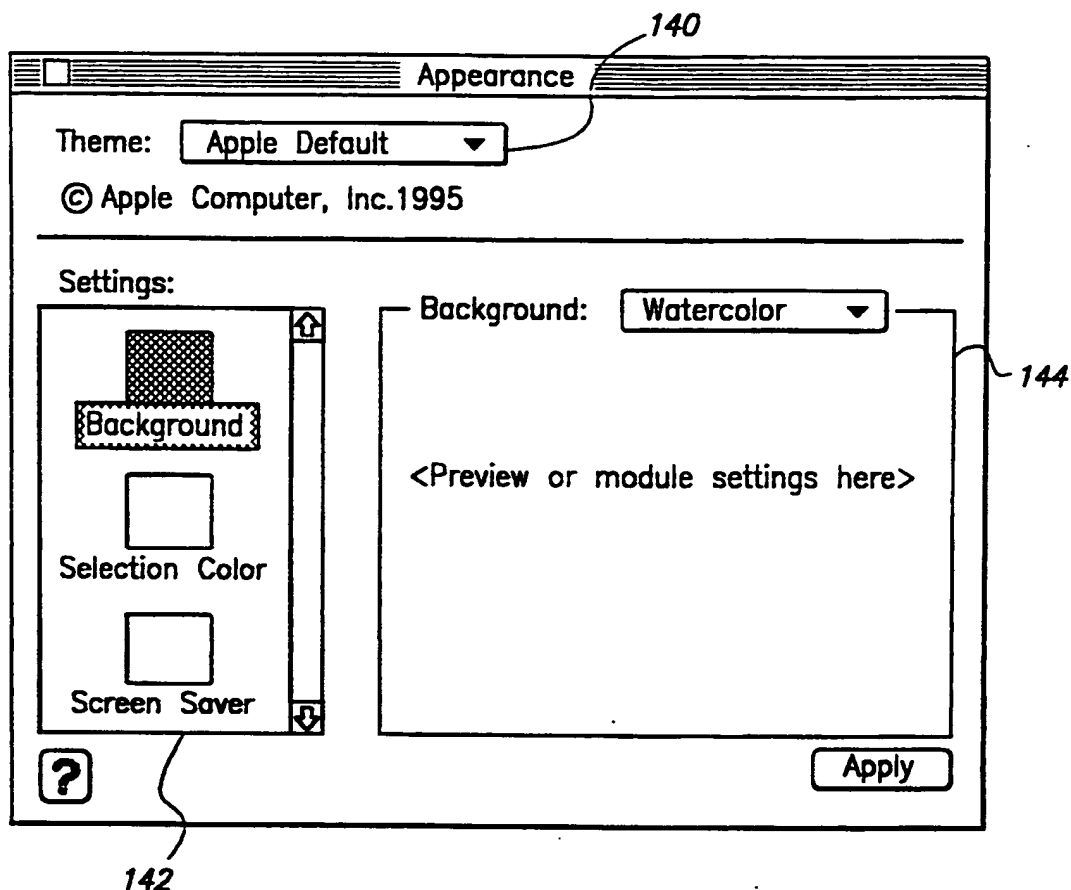 140
Appearance
Theme: Apple Default
© Apple Computer, Inc.1995
Settings:
Background: Watercolor
144
Background
<Preview or module settings here>
Selection Color
Screen Saver
?
Apply
142